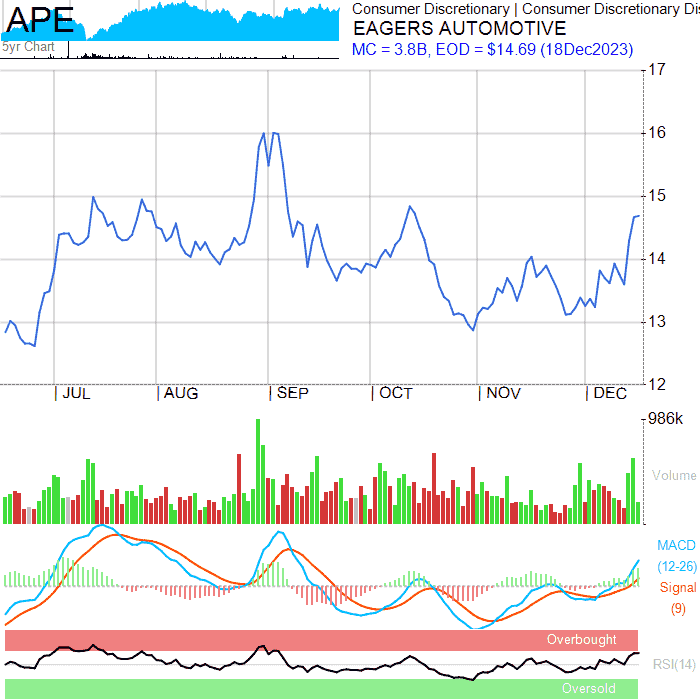 APE
5yr Chart
Consumer Discretionary | Consumer Discretionary Dis
EAGERS AUTOMOTIVE
MC = 3.8B, EOD = $14.69 (18Dec2023)
17
16
15
14
13
12
JUL AUG SEP OCT NOV DEC
986k
Volume
MACD
(12-26)
Signal
(9)
Overbought
RSI(14)
Oversold